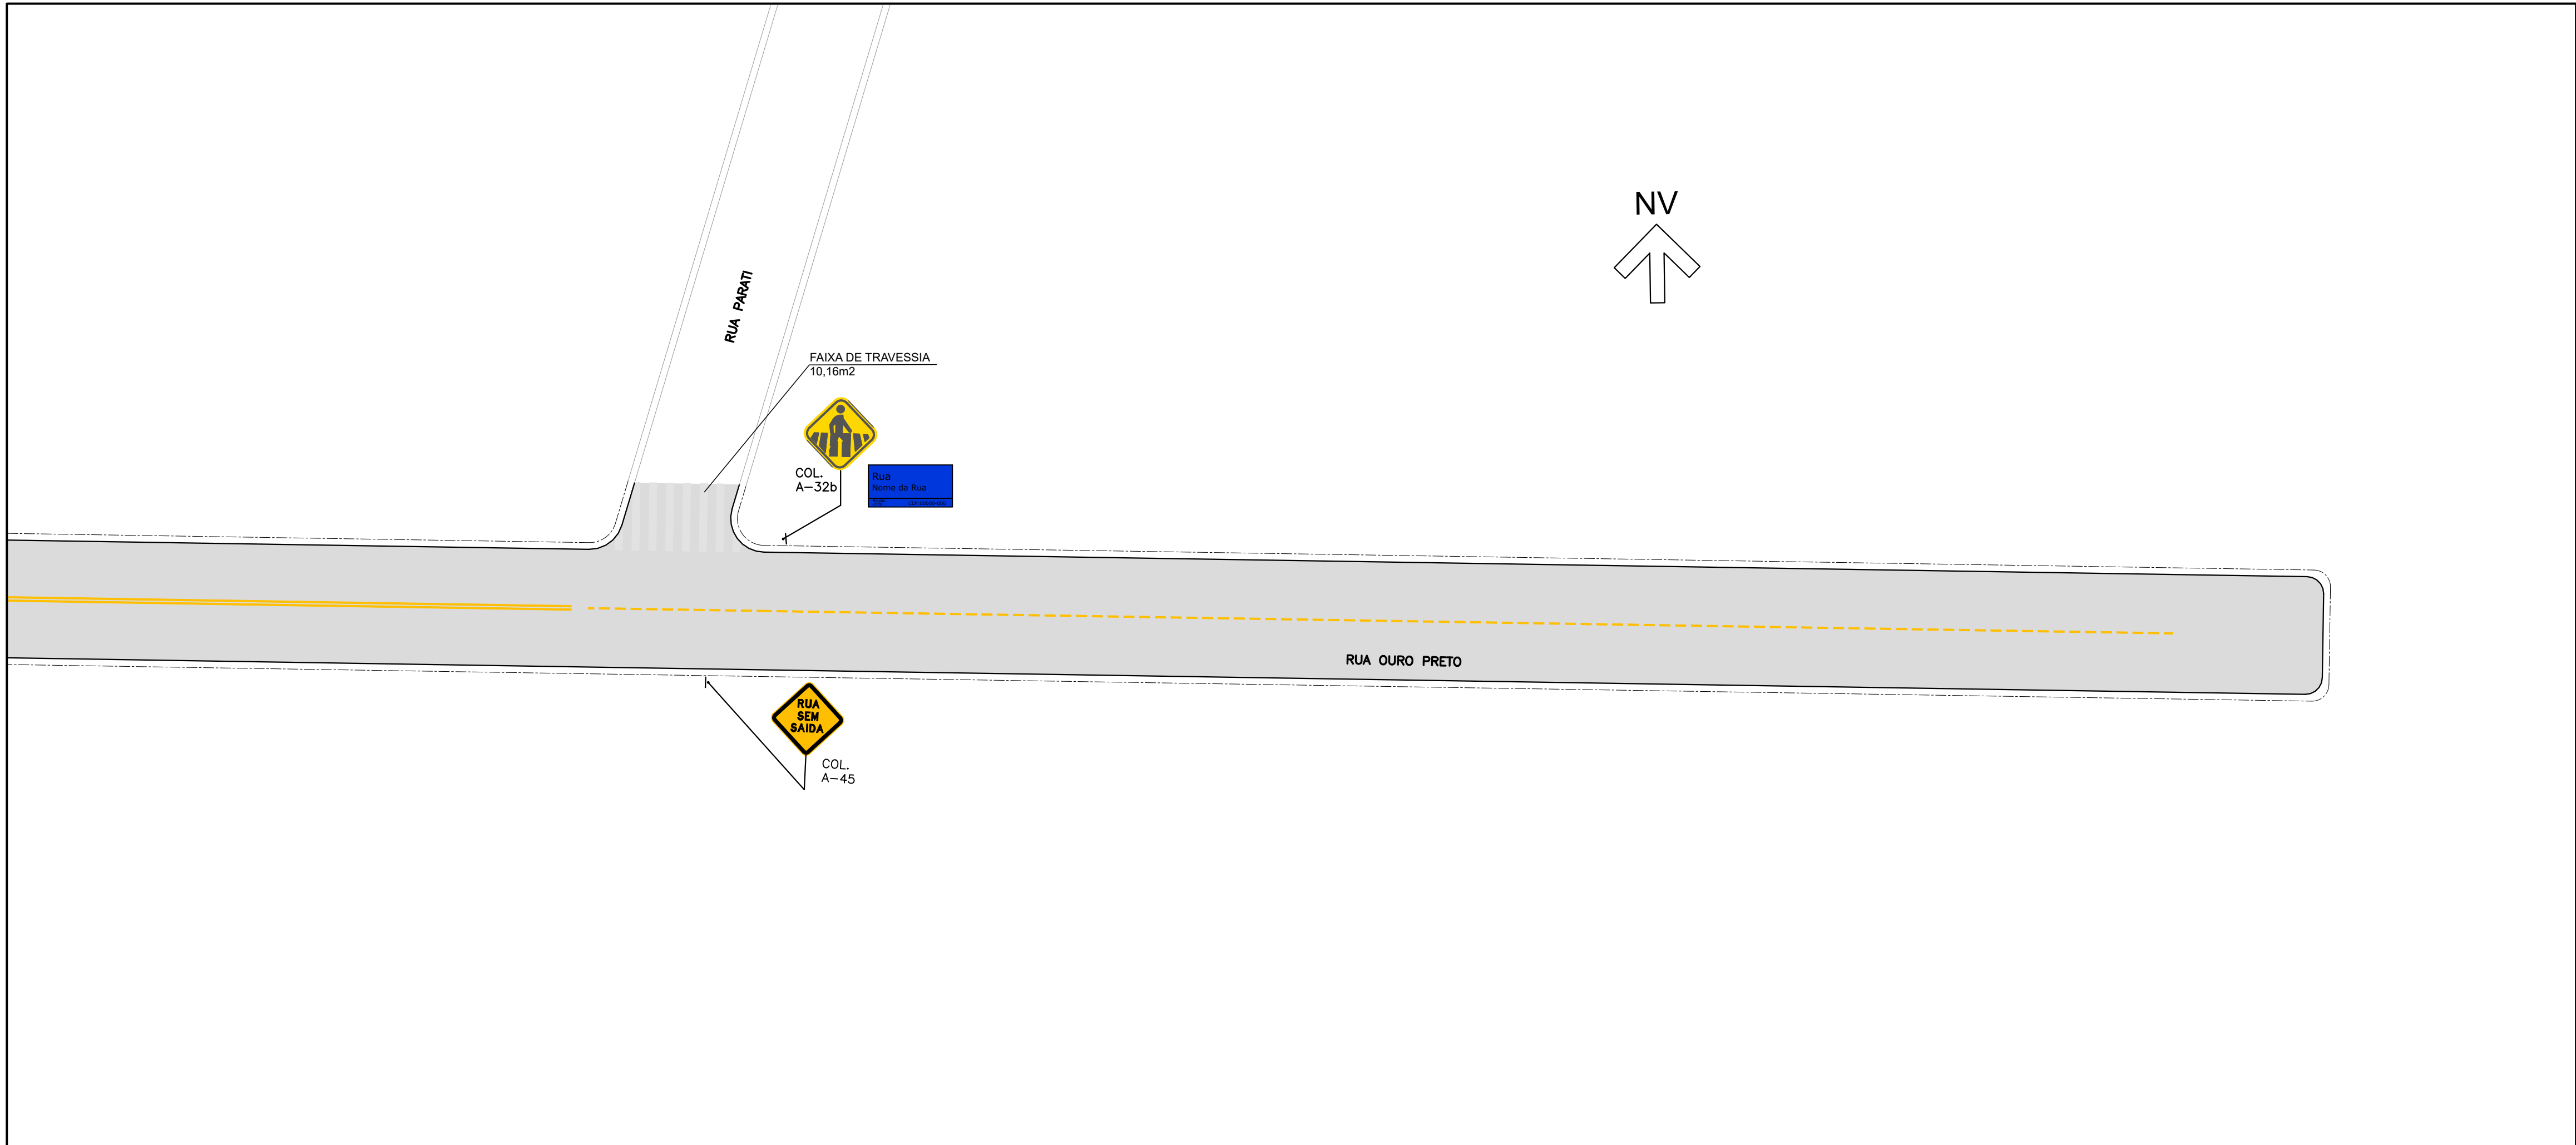 NV
RUA PARATI
FAIXA DE TRAVESSIA
10,16m2
COL.
A-32b
Rua
Nome da Rua
RUA OURO PRETO
RUA
SEM
SAIDA
COL.
A-45